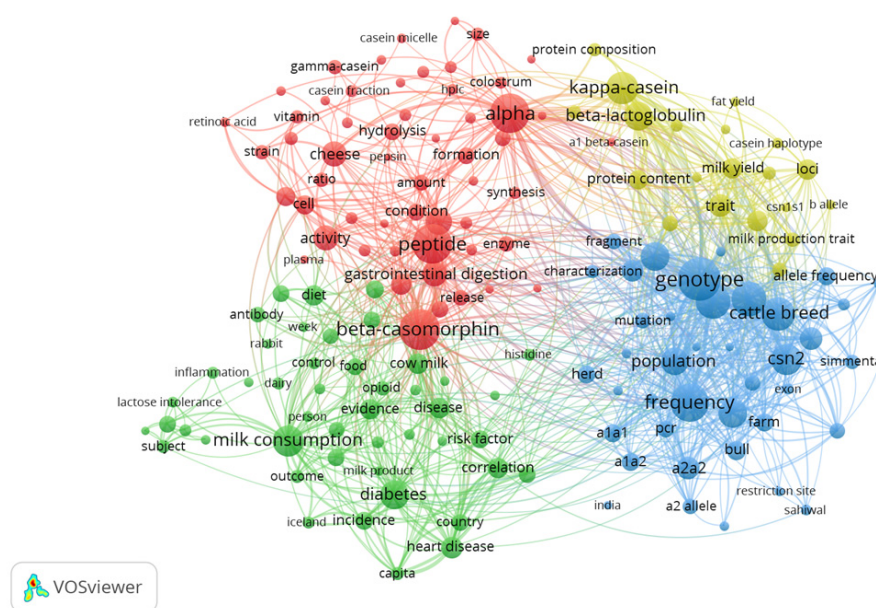 casein micelle
size
protein composition
gamma-casein
kappa-casein
colostrum
casein fraction
hplc
fat yield
vitamin
alpha
beta-lactoglobulin
retinoic acid
hydrolysis
a1 beta-casein
casein haplotype
strain
cheese
pepsin
formation
milk yield
loci
ratio
amount
protein content
synthesis
cell
condition
trait
csn1s1
b allele
activity
peptide
enzyme
fragment
milk production trait
plasma
gastrointestinal digestion
characterization
genotype
allele frequency
diet
release
antibody
week
beta-casomorphin
mutation
cattle breed
rabbit
histidine
control
food
cow milk
population
csn2
simmenta
inflammation
dairy
opioid
herd
exon
lactose intolerance
person
evidence
disease
frequency
subject
milk consumption
risk factor
a1a1
pcr
farm
outcome
milk product
correlation
a1a2
a2a2
bull
diabetes
restriction site
iceland
incidence
country
india
a2 allele
sahiwal
heart disease
capita
VOSviewer